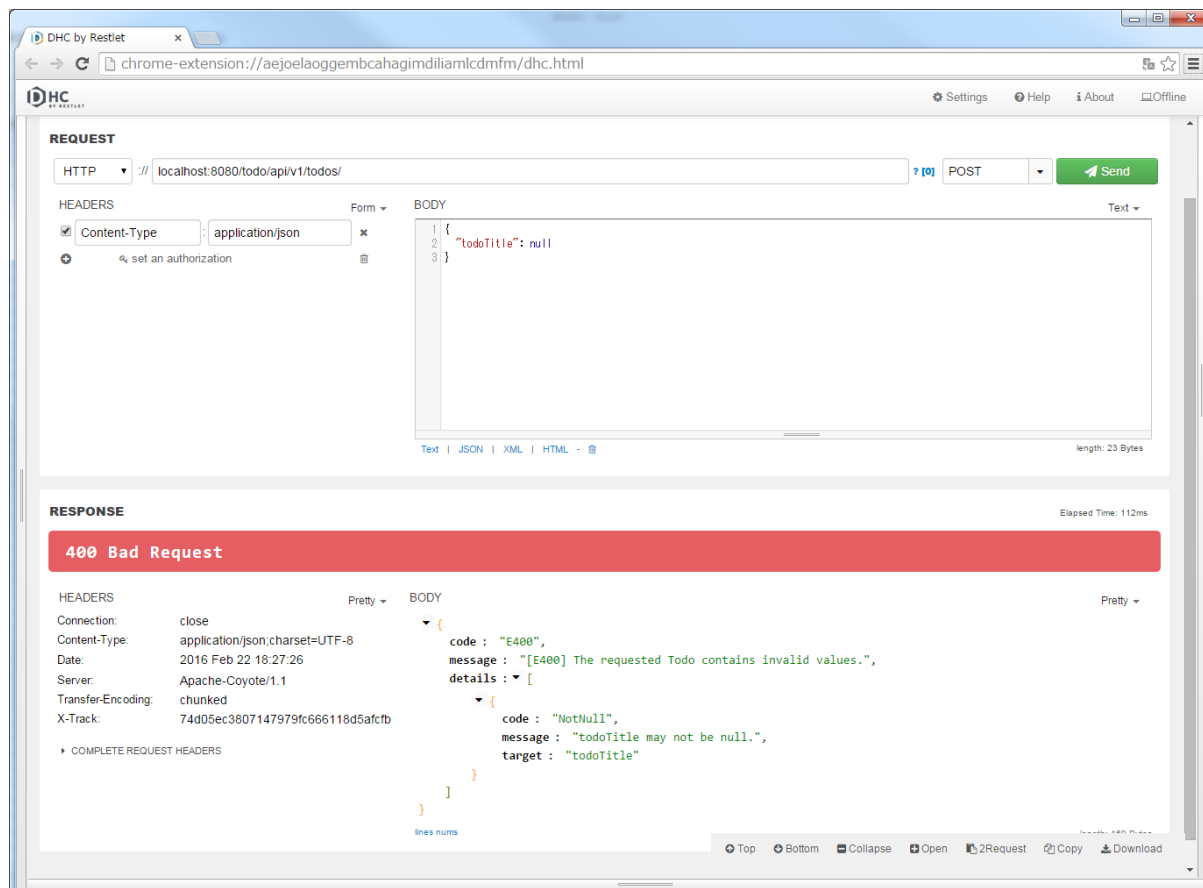 DHC by Restlet
chrome-extension://aejoelaoggembcahagimdiliamlcdmfm/dhc.html
DHC BY RESTLET Settings Help About Offline
REQUEST
HTTP :// localhost:8080/todo/api/v1/todos/ ? [0] POST Send
HEADERS Form BODY Text
Content-Type : application/json
set an authorization
1 {
2 "todoTitle": null
3 }
Text | JSON | XML | HTML - length: 23 Bytes
RESPONSE Elapsed Time: 112ms
400 Bad Request
HEADERS Pretty BODY Pretty
Connection: close
Content-Type: application/json;charset=UTF-8
Date: 2016 Feb 22 18:27:26
Server: Apache-Coyote/1.1
Transfer-Encoding: chunked
X-Track: 74d05ec3807147979fc666118d5afcfb
COMPLETE REQUEST HEADERS
{
code : "E400",
message : "[E400] The requested Todo contains invalid values.",
details : [
{
code : "NotNull",
message : "todoTitle may not be null.",
target : "todoTitle"
}
]
}
lines nums
Top Bottom Collapse Open 2Request Copy Download